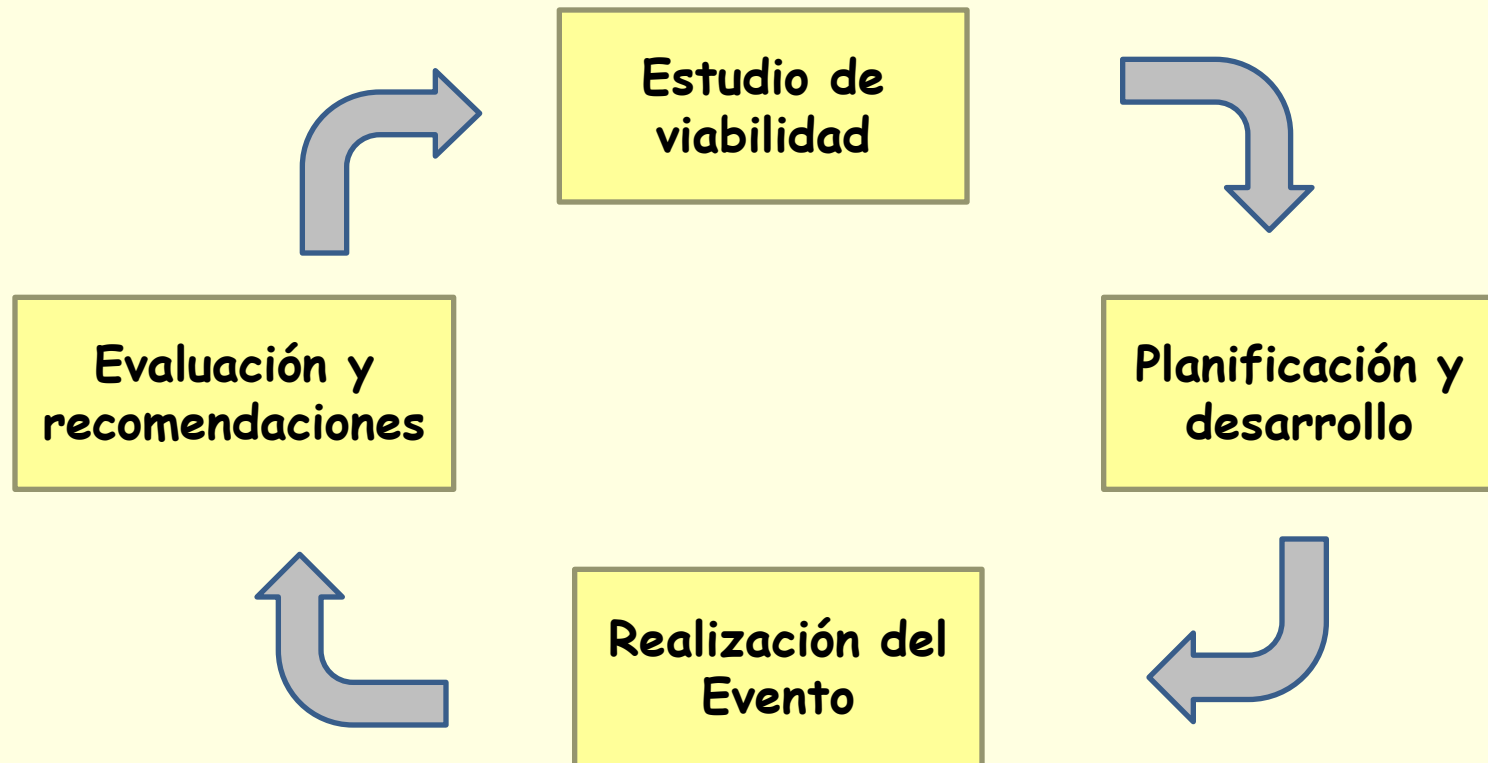 Estudio de
viabilidad
Evaluación y
recomendaciones
Planificación y
desarrollo
Realización del
Evento